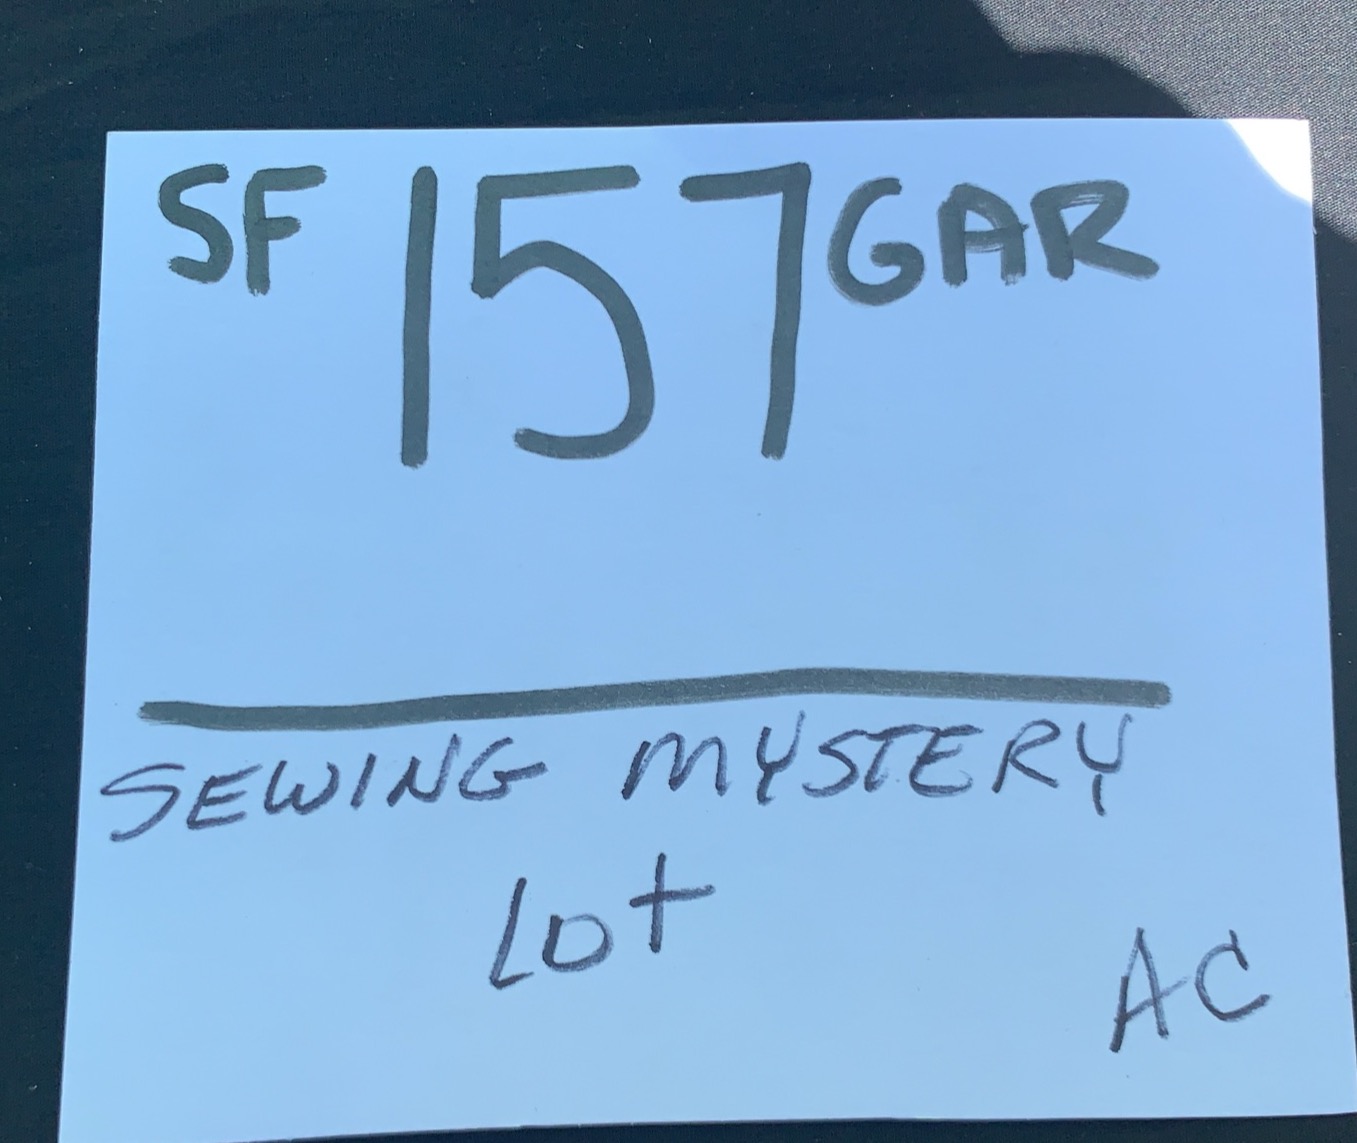 SF 157 GAR
SEWING MYSTERY
Lot
AC